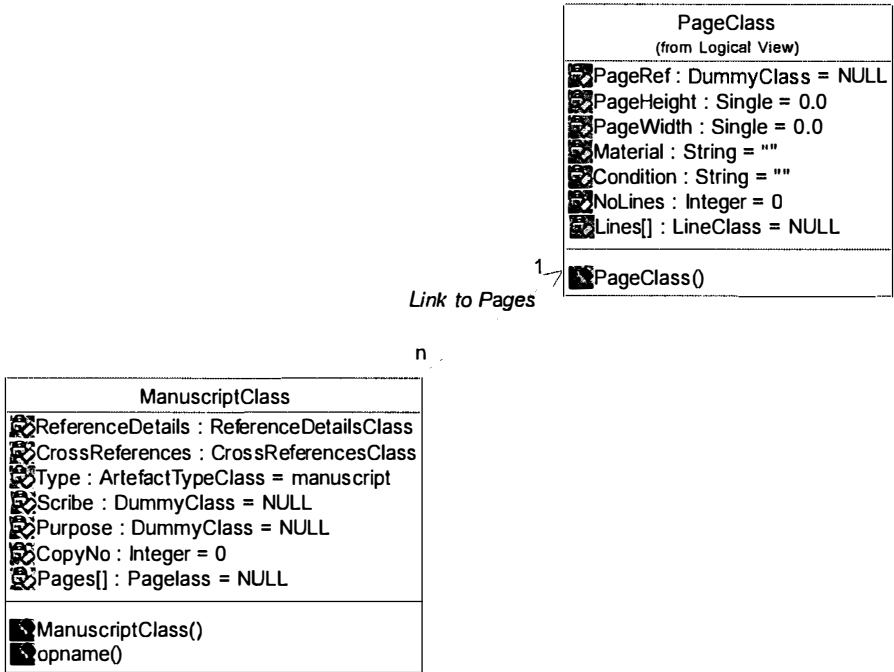 PageClass
(from Logical View)
PageRef : DummyClass = NULL
PageHeight : Single = 0.0
PageWidth : Single = 0.0
Material : String = ""
Condition : String = ""
NoLines : Integer = 0
Lines[] : LineClass = NULL
PageClass()
1
Link to Pages
n
ManuscriptClass
ReferenceDetails : ReferenceDetailsClass
CrossReferences : CrossReferencesClass
Type : ArtefactTypeClass = manuscript
Scribe : DummyClass = NULL
Purpose : DummyClass = NULL
CopyNo : Integer = 0
Pages[] : Pagelass = NULL
ManuscriptClass()
opname()